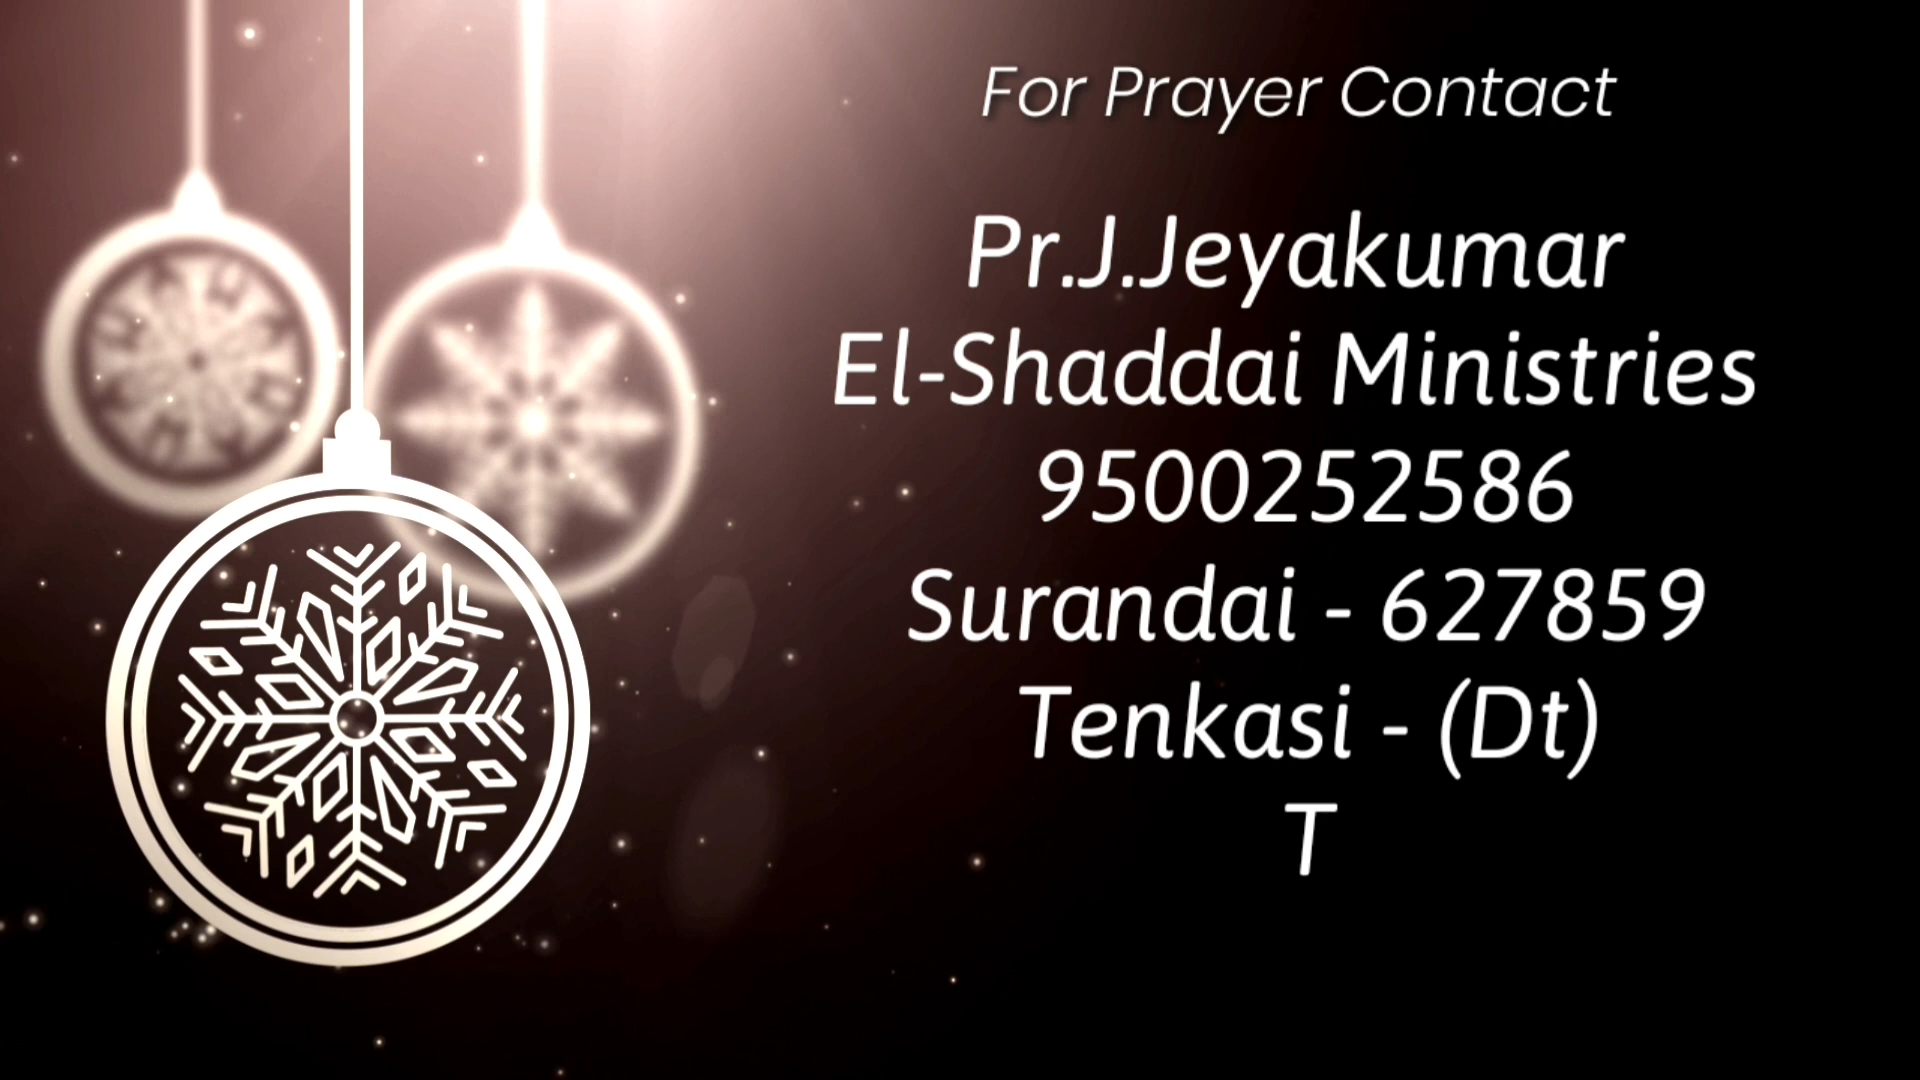 For Prayer Contact
Pr.J.Jeyakumar
El-Shaddai Ministries
9500252586
Surandai - 627859
Tenkasi - (Dt)
T